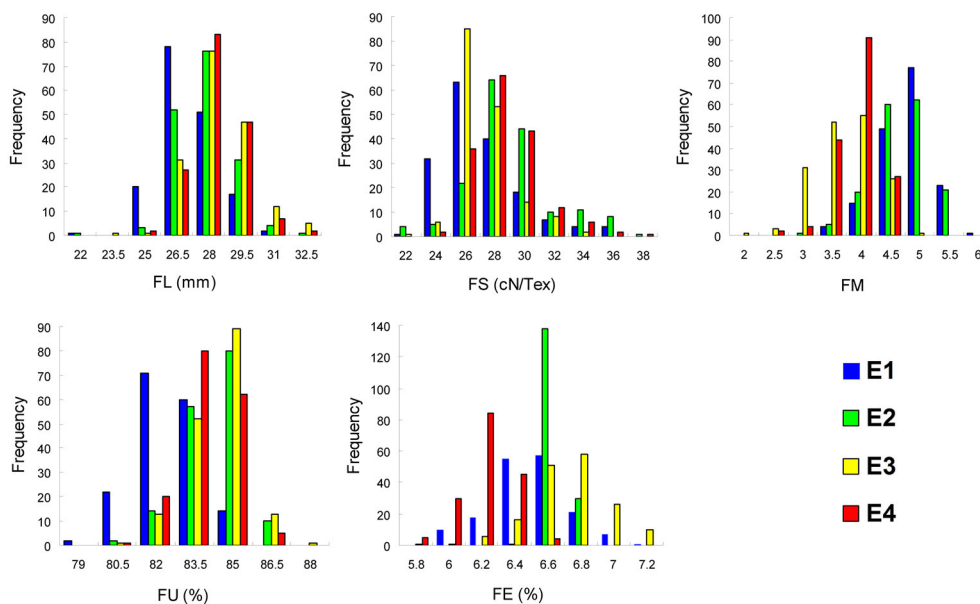 90
80
70
60
50
40
30
20
10
0
Frequency
22 23.5 25 26.5 28 29.5 31 32.5
FL (mm)
90
80
70
60
50
40
30
20
10
0
Frequency
22 24 26 28 30 32 34 36 38
FS (cN/Tex)
100
90
80
70
60
50
40
30
20
10
0
Frequency
2 2.5 3 3.5 4 4.5 5 5.5 6
FM
90
80
70
60
50
40
30
20
10
0
Frequency
79 80.5 82 83.5 85 86.5 88
FU (%)
140
120
100
80
60
40
20
0
Frequency
5.8 6 6.2 6.4 6.6 6.8 7 7.2
FE (%)
E1
E2
E3
E4